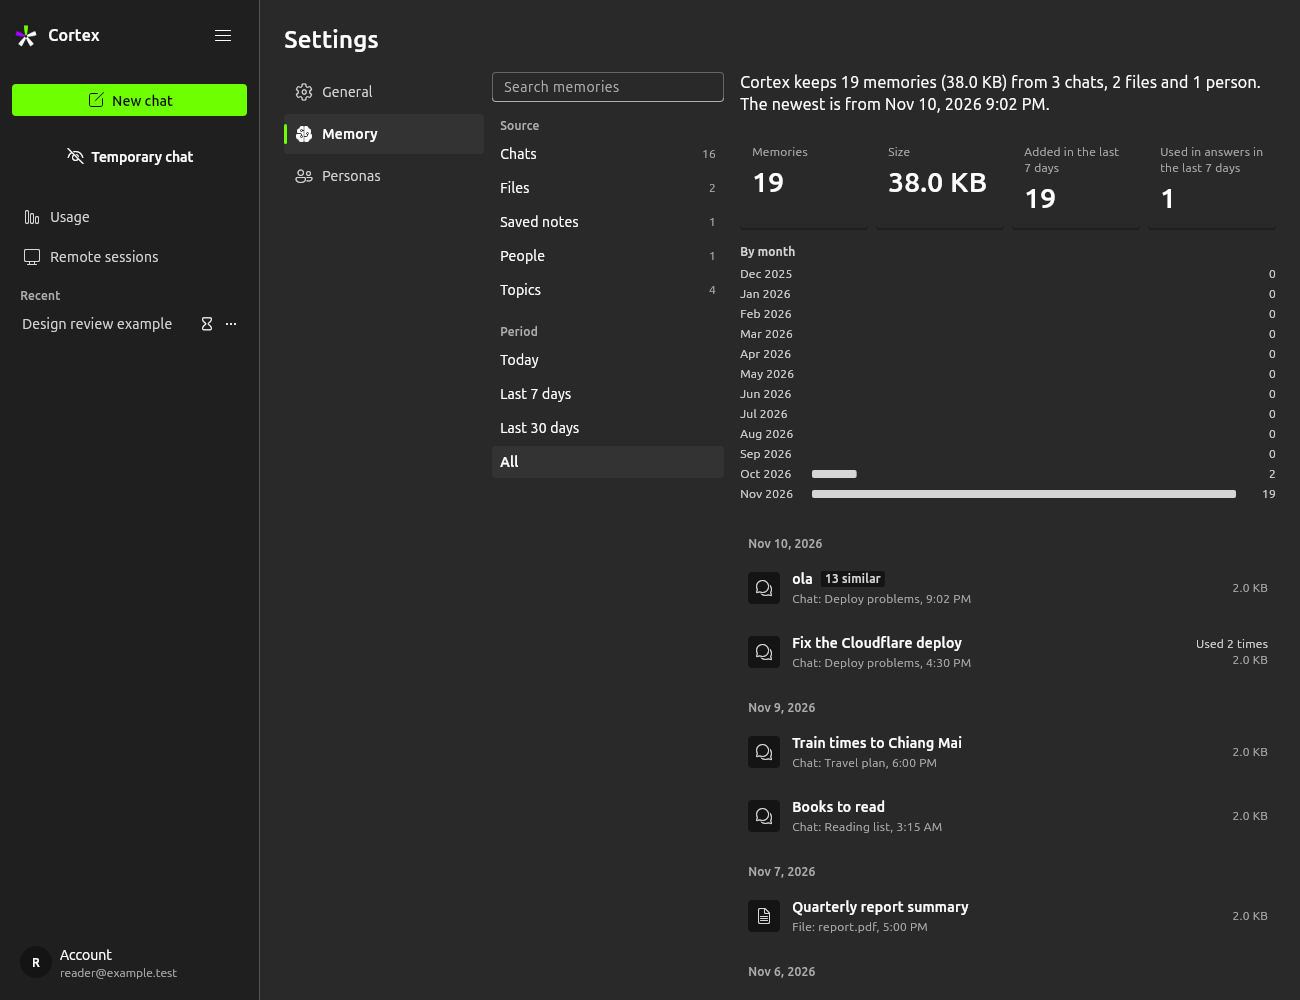 Cortex
New chat
Temporary chat
Usage
Remote sessions
Recent
Design review example
R
Account
reader@example.test
Settings
General
Memory
Personas
Search memories
Source
Chats 16
Files 2
Saved notes 1
People 1
Topics 4
Period
Today
Last 7 days
Last 30 days
All
Cortex keeps 19 memories (38.0 KB) from 3 chats, 2 files and 1 person.
The newest is from Nov 10, 2026 9:02 PM.
Memories
19
Size
38.0 KB
Added in the last
7 days
19
Used in answers in
the last 7 days
1
By month
Dec 2025 0
Jan 2026 0
Feb 2026 0
Mar 2026 0
Apr 2026 0
May 2026 0
Jun 2026 0
Jul 2026 0
Aug 2026 0
Sep 2026 0
Oct 2026 2
Nov 2026 19
Nov 10, 2026
ola 13 similar
Chat: Deploy problems, 9:02 PM
2.0 KB
Fix the Cloudflare deploy
Chat: Deploy problems, 4:30 PM
Used 2 times
2.0 KB
Nov 9, 2026
Train times to Chiang Mai
Chat: Travel plan, 6:00 PM
2.0 KB
Books to read
Chat: Reading list, 3:15 AM
2.0 KB
Nov 7, 2026
Quarterly report summary
File: report.pdf, 5:00 PM
2.0 KB
Nov 6, 2026